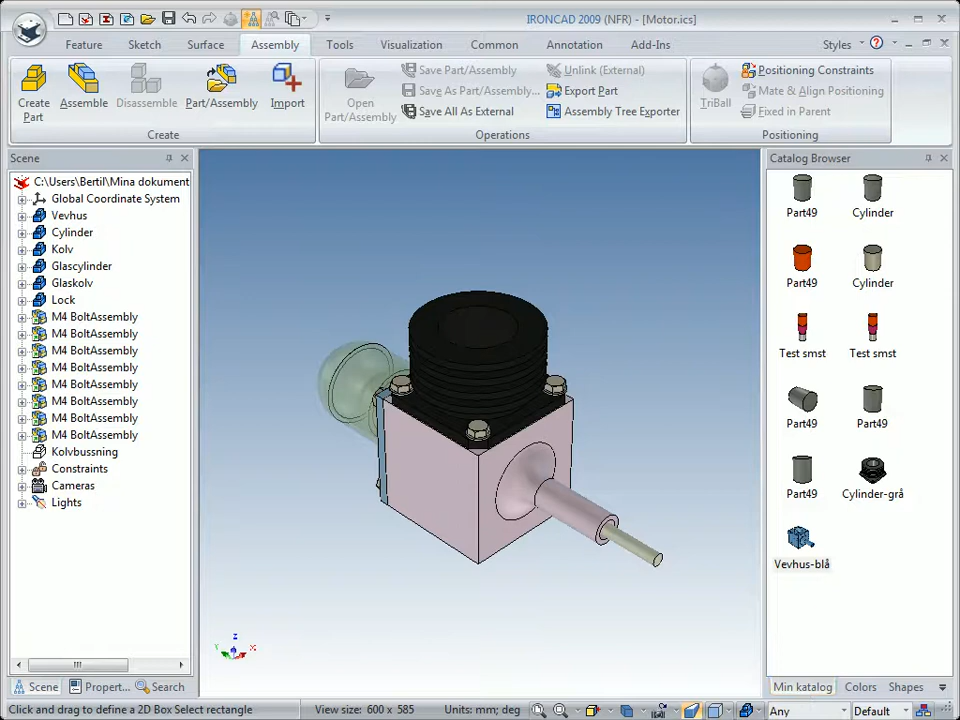 IRONCAD 2009 (NFR) - [Motor.ics]
Feature Sketch Surface Assembly Tools Visualization Common Annotation Add-Ins Styles
Create Part
Assemble
Disassemble
Part/Assembly
Import
Create
Open Part/Assembly
Save Part/Assembly
Save As Part/Assembly...
Save All As External
Unlink (External)
Export Part
Assembly Tree Exporter
Operations
TriBall
Positioning Constraints
Mate & Align Positioning
Fixed in Parent
Positioning
Scene
C:\Users\Bertil\Mina dokument
Global Coordinate System
Vevhus
Cylinder
Kolv
Glascylinder
Glaskolv
Lock
M4 BoltAssembly
M4 BoltAssembly
M4 BoltAssembly
M4 BoltAssembly
M4 BoltAssembly
M4 BoltAssembly
M4 BoltAssembly
M4 BoltAssembly
Kolvbussning
Constraints
Cameras
Lights
Scene Propert... Search
Z
Y
X
Catalog Browser
Part49 Cylinder
Part49 Cylinder
Test smst Test smst
Part49 Part49
Part49 Cylinder-grå
Vevhus-blå
Min katalog Colors Shapes
Click and drag to define a 2D Box Select rectangle View size: 600 x 585 Units: mm; deg Any Default